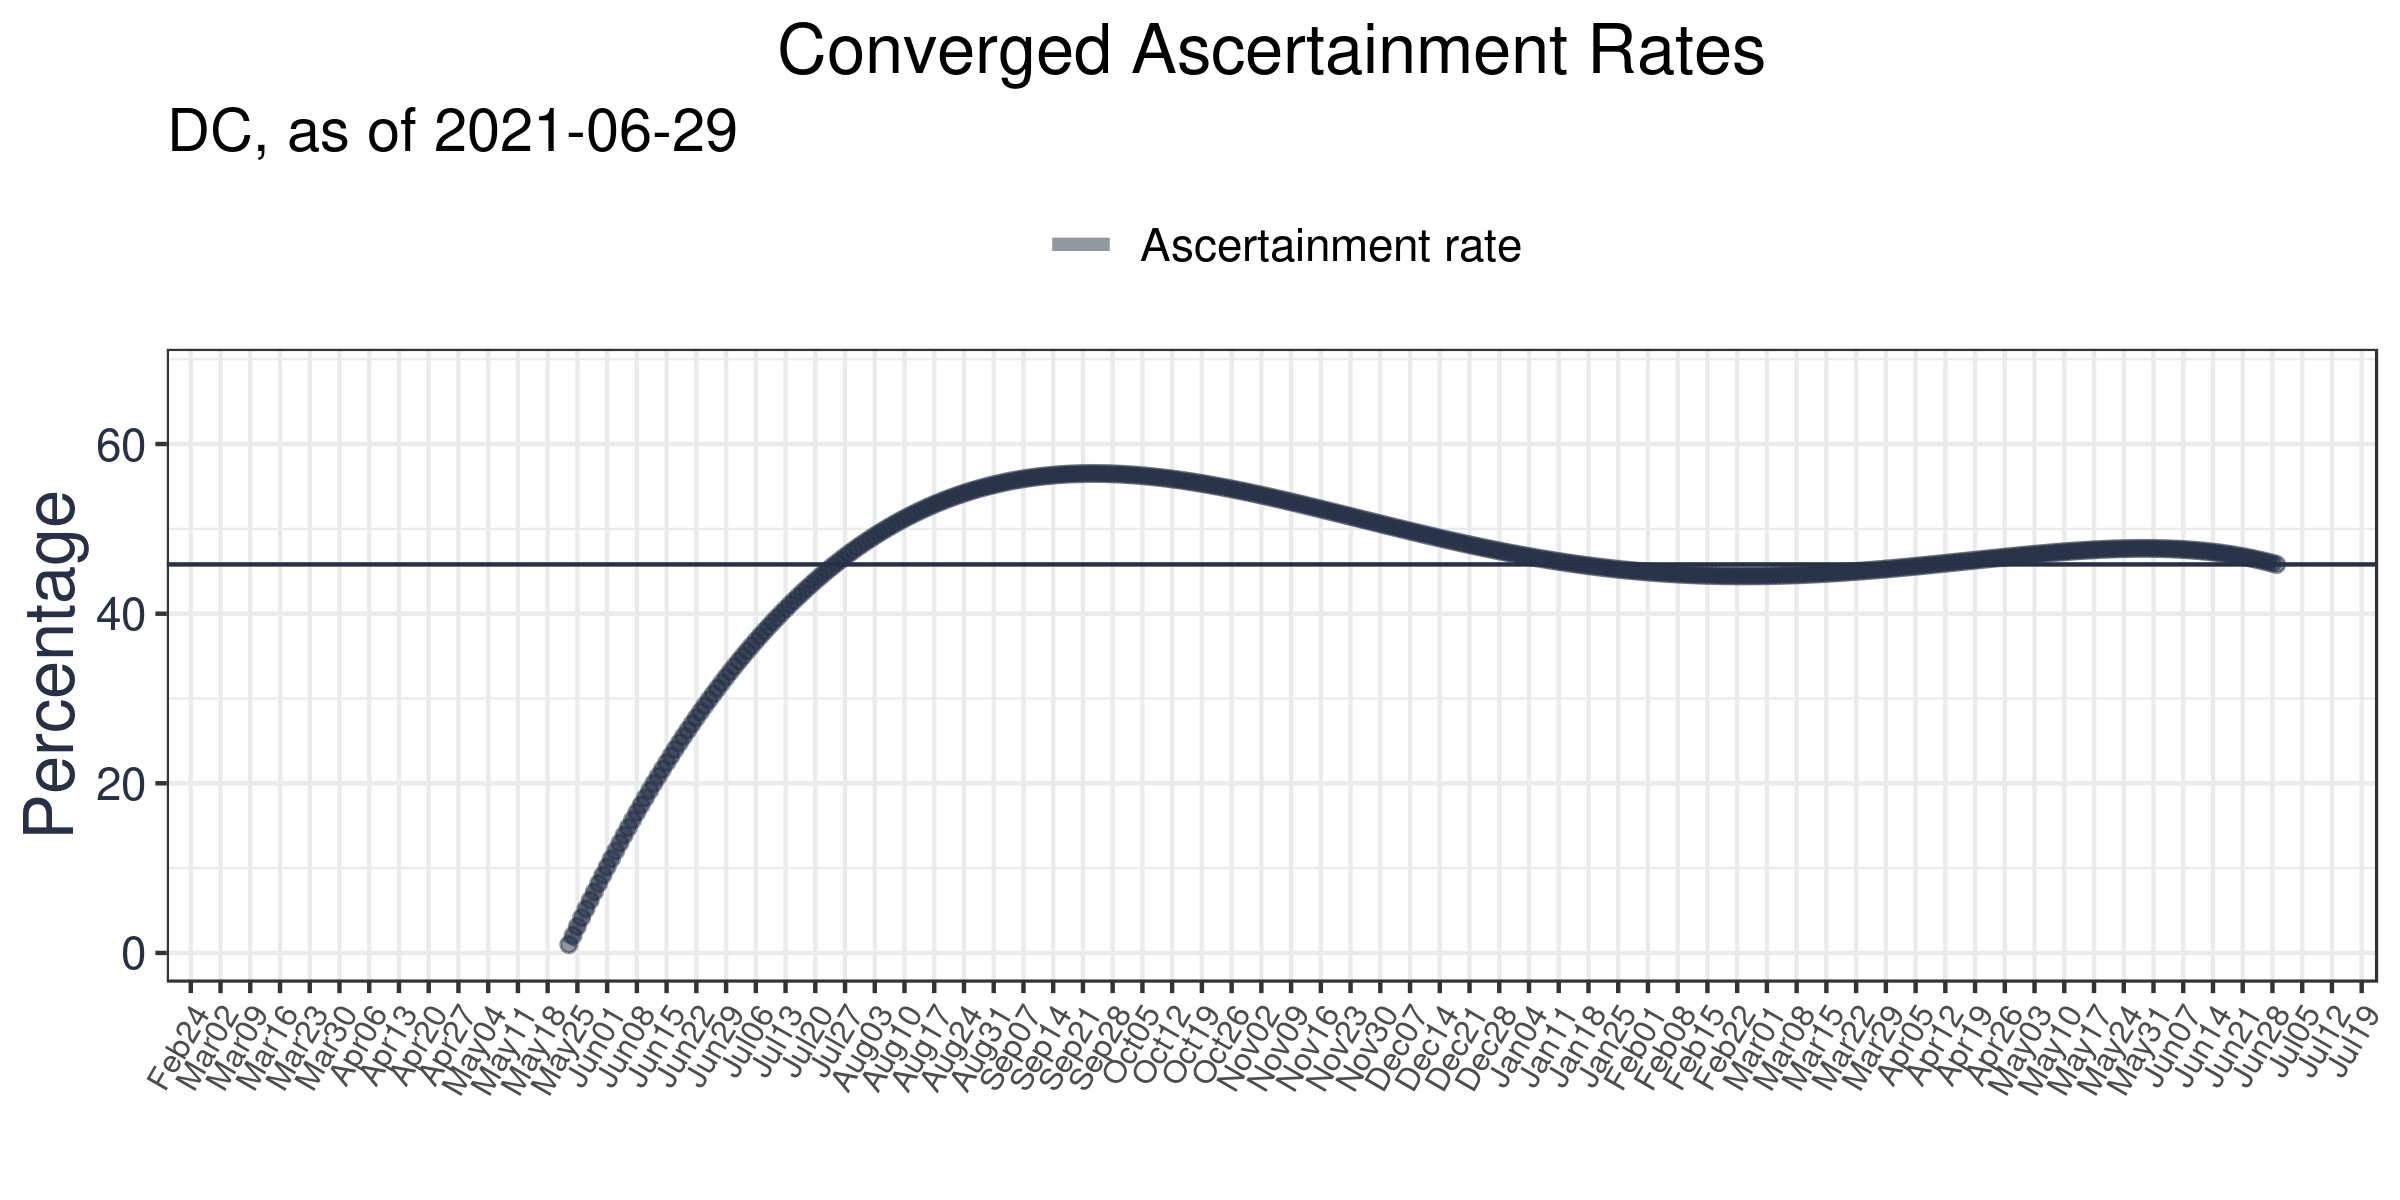 Converged Ascertainment Rates
DC, as of 2021-06-29
Ascertainment rate
Percentage
60
40
20
0
Feb24
Mar02
Mar09
Mar16
Mar23
Mar30
Apr06
Apr13
Apr20
Apr27
May04
May11
May18
May25
Jun01
Jun08
Jun15
Jun22
Jun29
Jul06
Jul13
Jul20
Jul27
Aug03
Aug10
Aug17
Aug24
Aug31
Sep07
Sep14
Sep21
Sep28
Oct05
Oct12
Oct19
Oct26
Nov02
Nov09
Nov16
Nov23
Nov30
Dec07
Dec14
Dec21
Dec28
Jan04
Jan11
Jan18
Jan25
Feb01
Feb08
Feb15
Feb22
Mar01
Mar08
Mar15
Mar22
Mar29
Apr05
Apr12
Apr19
Apr26
May03
May10
May17
May24
May31
Jun07
Jun14
Jun21
Jun28
Jul05
Jul12
Jul19